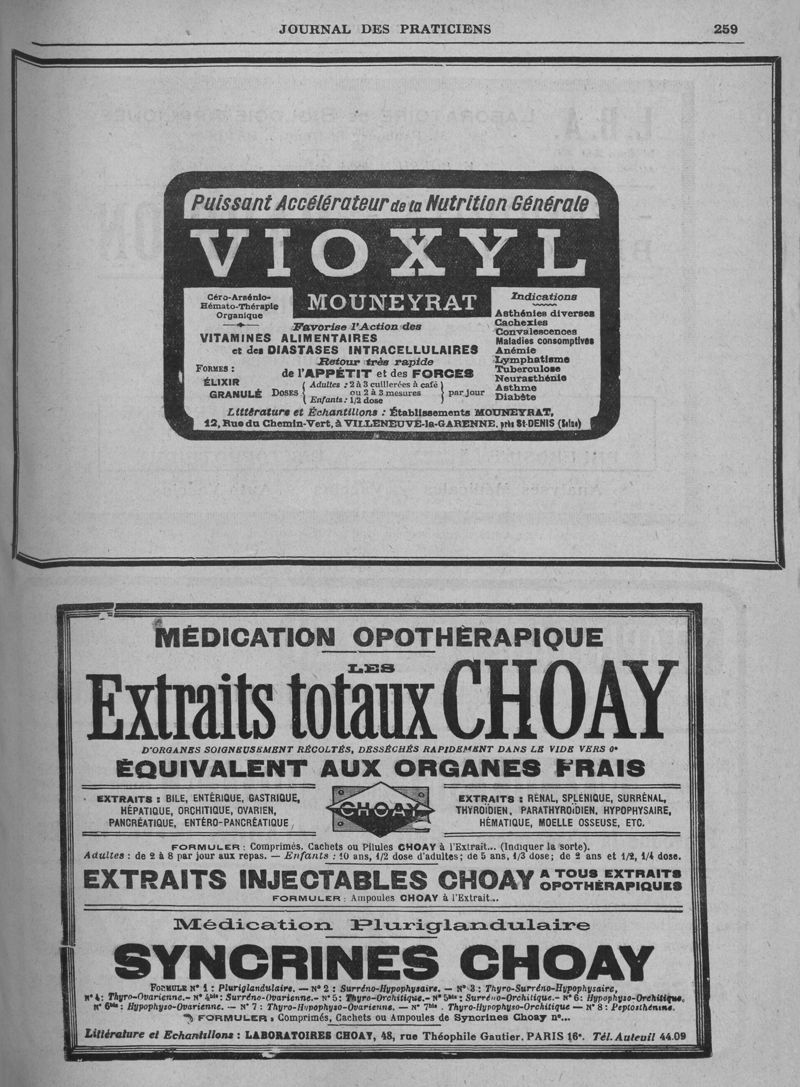 JOURNAL DES PRATICIENS 259
Puissant Accélérateur de la Nutrition Générale
VIOXYL
MOUNEYRAT
Céro-Arsénio-
Hémato-Thérapie
Organique
Favorise l'Action des
VITAMINES ALIMENTAIRES
et des DIASTASES INTRACELLULAIRES
Retour très rapide
de l'APPÉTIT et des FORCES
FORMES :
ÉLIXIR
GRANULÉ
DOSES
Adultes : 2 à 3 cuillerées à café
ou 2 à 3 mesures
Enfants : 1/2 dose
par jour
Indications
Asthénies diverses
Cachexies
Convalescences
Maladies consomptives
Anémie
Lymphatisme
Tuberculose
Neurasthénie
Asthme
Diabète
Littérature et Échantillons : Établissements MOUNEYRAT,
12, Rue du Chemin-Vert, à VILLENEUVE-la-GARENNE, près St-DENIS (Seine)
MÉDICATION OPOTHÉRAPIQUE
LES
Extraits totaux CHOAY
D'ORGANES SOIGNEUSEMENT RÉCOLTÉS, DESSÉCHÉS RAPIDEMENT DANS LE VIDE VERS 0°
ÉQUIVALENT AUX ORGANES FRAIS
EXTRAITS : BILE, ENTÉRIQUE, GASTRIQUE,
HÉPATIQUE, ORCHITIQUE, OVARIEN,
PANCRÉATIQUE, ENTÉRO-PANCRÉATIQUE,
CHOAY
EXTRAITS : RÉNAL, SPLÉNIQUE, SURRÉNAL,
THYROÏDIEN, PARATHYROÏDIEN, HYPOPHYSAIRE,
HÉMATIQUE, MOELLE OSSEUSE, ETC.
FORMULER : Comprimés, Cachets ou Pilules CHOAY à l'Extrait... (Indiquer la sorte).
Adultes : de 2 à 8 par jour aux repas. — Enfants : 10 ans, 1/2 dose d'adultes ; de 5 ans, 1/3 dose ; de 2 ans et 1/2, 1/4 dose.
EXTRAITS INJECTABLES CHOAY A TOUS EXTRAITS OPOTHÉRAPIQUES
FORMULER : Ampoules CHOAY à l'Extrait...
Médication Pluriglandulaire
SYNCRINES CHOAY
FORMULE N° 1 : Pluriglandulaire. — N° 2 : Surréno-Hypophysaire. — N° 3 : Thyro-Surréno-Hypophysaire,
N° 4 : Thyro-Ovarienne. - N° 4bis : Surréno-Ovarienne. - N° 5 : Thyro-Orchitique. - N° 5bis : Surréno-Orchitique. - N° 6 : Hypophyso-Orchitique,
N° 6bis : Hypophyso-Ovarienne. — N° 7 : Thyro-Hypophyso-Ovarienne. — N° 7bis . Thyro-Hypophyso-Orchitique — N° 8 : Peptosthénine.
FORMULER : Comprimés, Cachets ou Ampoules de Syncrines Choay n°...
Littérature et Echantillons : LABORATOIRES CHOAY, 48, rue Théophile Gautier. PARIS 16°. Tél. Auteuil 44.09